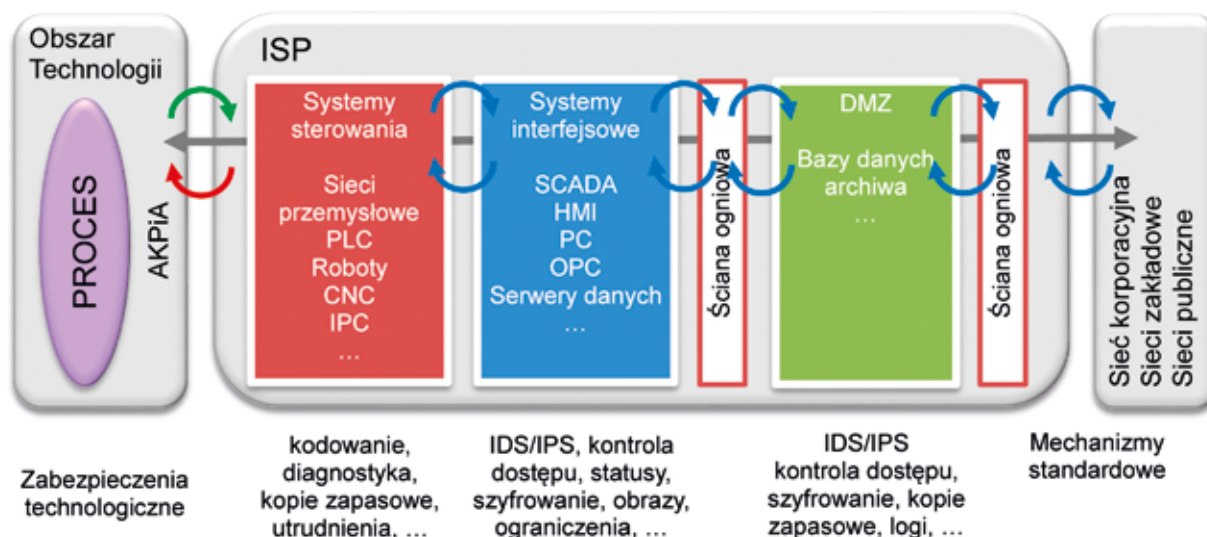 Obszar
Technologii
PROCES
AKPiA
ISP
Systemy
sterowania
Sieci
przemysłowe
PLC
Roboty
CNC
IPC
...
Systemy
interfejsowe
SCADA
HMI
PC
OPC
Serwery danych
...
Ściana ogniowa
DMZ
Bazy danych
archiwa
...
Ściana ogniowa
Sieć korporacyjna
Sieci zakładowe
Sieci publiczne
Zabezpieczenia
technologiczne
kodowanie,
diagnostyka,
kopie zapasowe,
utrudnienia, ...
IDS/IPS, kontrola
dostępu, statusy,
szyfrowanie, obrazy,
ograniczenia, ...
IDS/IPS
kontrola dostępu,
szyfrowanie, kopie
zapasowe, logi, ...
Mechanizmy
standardowe